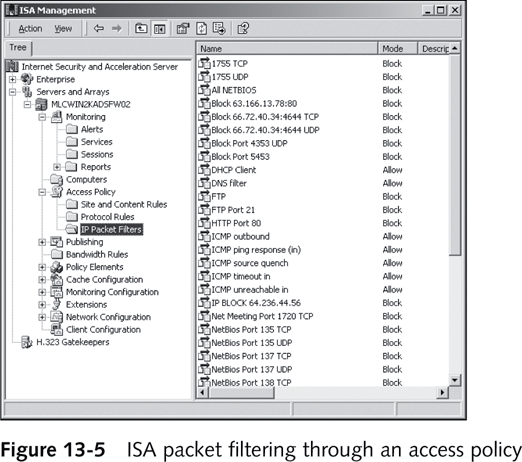 ISA Management
Action View
Tree
Internet Security and Acceleration Server
Enterprise
Servers and Arrays
MLCWIN2KADSFW02
Monitoring
Alerts
Services
Sessions
Reports
Computers
Access Policy
Site and Content Rules
Protocol Rules
IP Packet Filters
Publishing
Bandwidth Rules
Policy Elements
Cache Configuration
Monitoring Configuration
Extensions
Network Configuration
Client Configuration
H.323 Gatekeepers
Name Mode Descrip
1755 TCP Block
1755 UDP Block
All NETBIOS Block
Block 63.166.13.78:80 Block
Block 66.72.40.34:4644 TCP Block
Block 66.72.40.34:4644 UDP Block
Block Port 4353 UDP Block
Block Port 5453 Block
DHCP Client Allow
DNS filter Allow
FTP Block
FTP Port 21 Block
HTTP Port 80 Block
ICMP outbound Allow
ICMP ping response (in) Allow
ICMP source quench Allow
ICMP timeout in Allow
ICMP unreachable in Allow
IP BLOCK 64.236.44.56 Block
Net Meeting Port 1720 TCP Block
NetBios Port 135 TCP Block
NetBios Port 135 UDP Block
NetBios Port 137 TCP Block
NetBios Port 137 UDP Block
NetBios Port 138 TCP Block
Figure 13-5 ISA packet filtering through an access policy